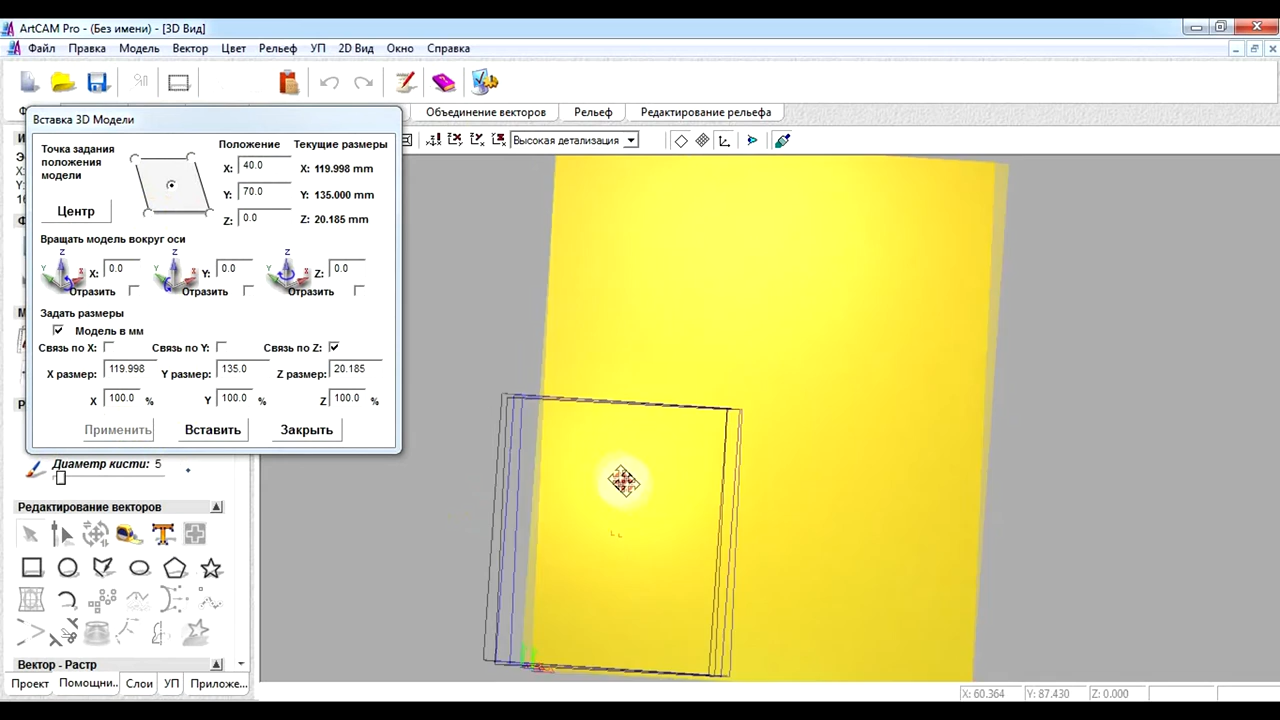 ArtCAM Pro - (Без имени) - [3D Вид]
Файл Правка Модель Вектор Цвет Рельеф УП 2D Вид Окно Справка
Объединение векторов Рельеф Редактирование рельефа
Вставка 3D Модели
Высокая детализация
Точка задания положения модели
Положение Текущие размеры
X: 40.0 X: 119.998 mm
Y: 70.0 Y: 135.000 mm
Z: 0.0 Z: 20.185 mm
Центр
Вращать модель вокруг оси
X: 0.0 Y: 0.0 Z: 0.0
Отразить Отразить Отразить
Задать размеры
Модель в мм
Связь по X: Связь по Y: Связь по Z:
X размер: 119.998 Y размер: 135.0 Z размер: 20.185
X 100.0 % Y 100.0 % Z 100.0 %
Применить Вставить Закрыть
Диаметр кисти: 5
Редактирование векторов
Вектор - Растр
Проект Помощни... Слои УП Приложе...
X: 60.364 Y: 87.430 Z: 0.000